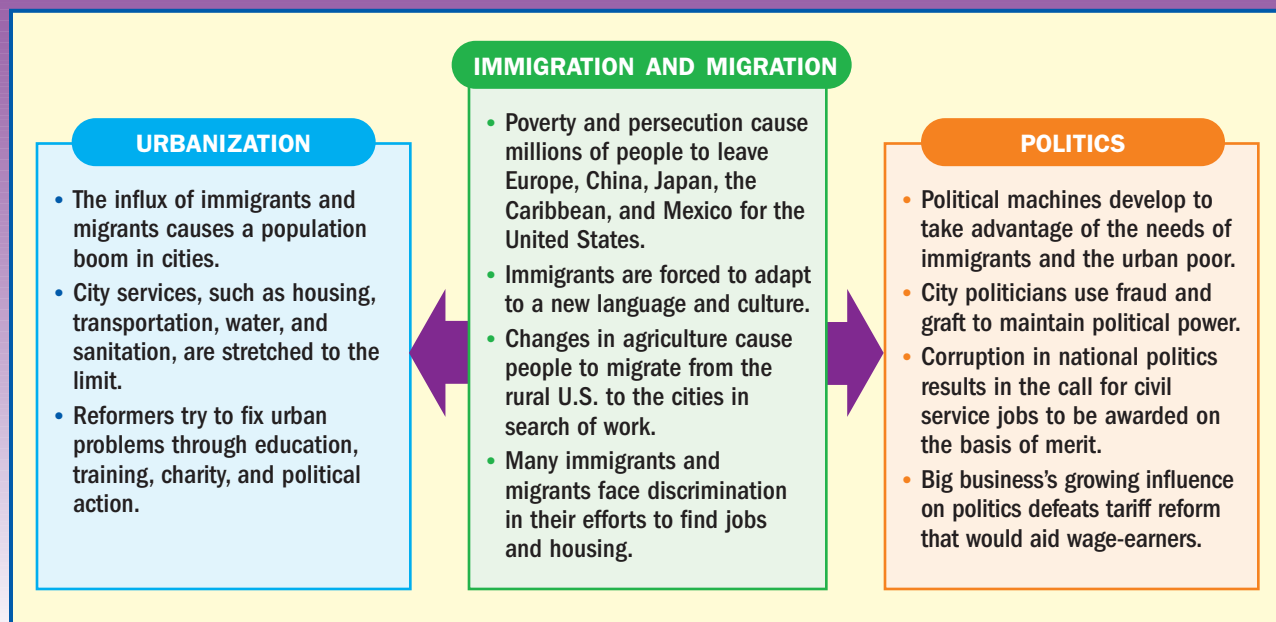 IMMIGRATION AND MIGRATION
URBANIZATION
• The influx of immigrants and
migrants causes a population
boom in cities.
• City services, such as housing,
transportation, water, and
sanitation, are stretched to the
limit.
• Reformers try to fix urban
problems through education,
training, charity, and political
action.
• Poverty and persecution cause
millions of people to leave
Europe, China, Japan, the
Caribbean, and Mexico for the
United States.
• Immigrants are forced to adapt
to a new language and culture.
• Changes in agriculture cause
people to migrate from the
rural U.S. to the cities in
search of work.
• Many immigrants and
migrants face discrimination
in their efforts to find jobs
and housing.
POLITICS
• Political machines develop to
take advantage of the needs of
immigrants and the urban poor.
• City politicians use fraud and
graft to maintain political power.
• Corruption in national politics
results in the call for civil
service jobs to be awarded on
the basis of merit.
• Big business’s growing influence
on politics defeats tariff reform
that would aid wage-earners.